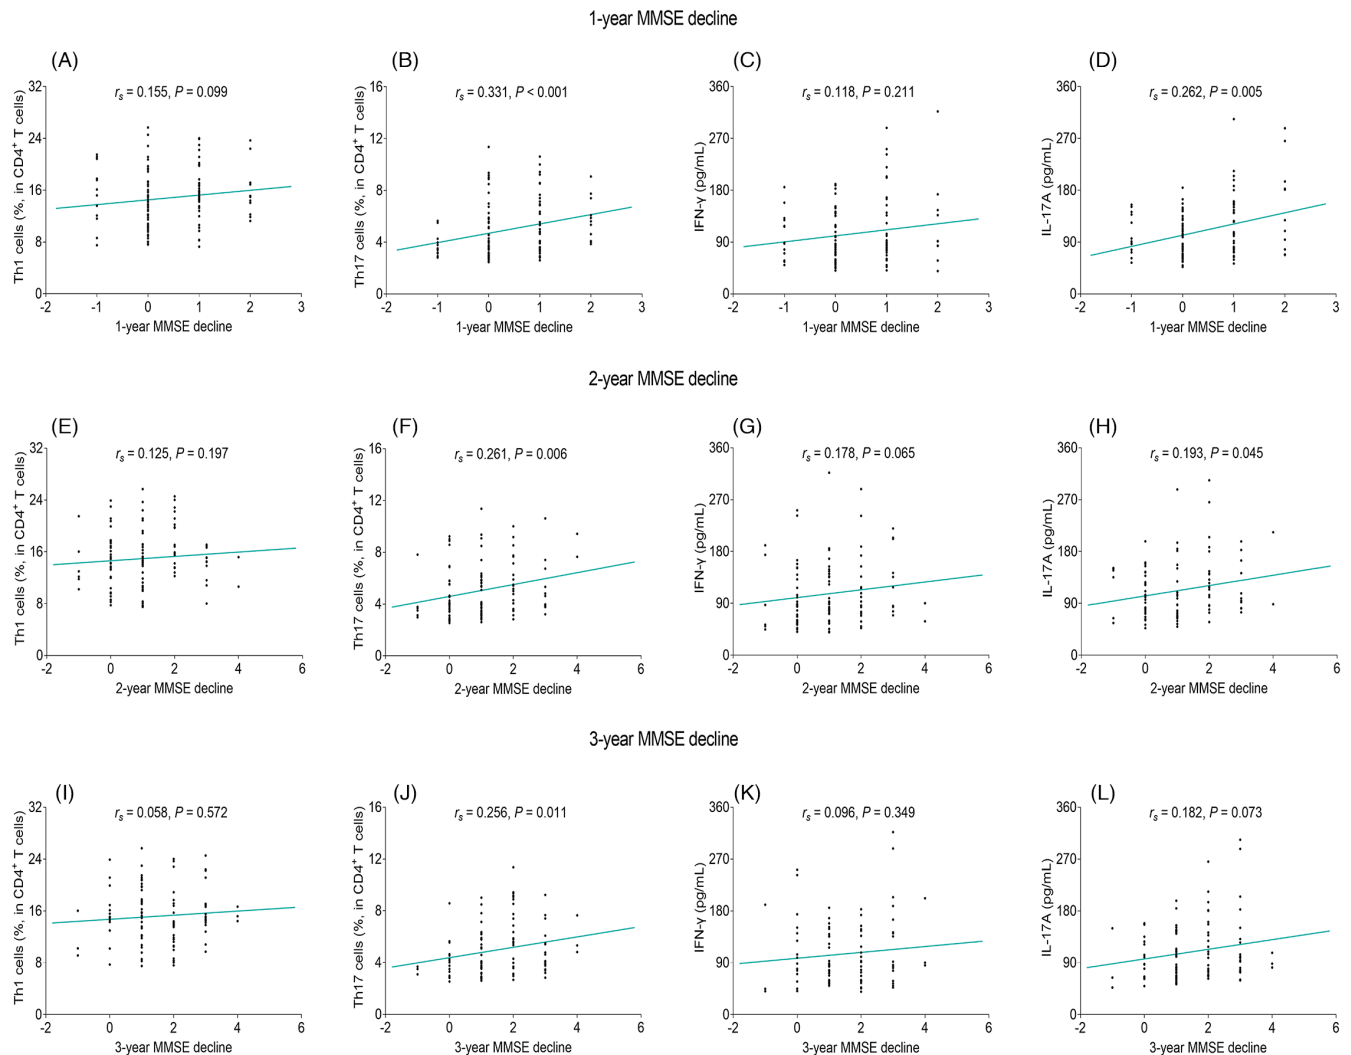 1-year MMSE decline
(A)
(B)
(C)
(D)
r_s = 0.155, P = 0.099
r_s = 0.331, P < 0.001
r_s = 0.118, P = 0.211
r_s = 0.262, P = 0.005
Th1 cells (%, in CD4⁺ T cells)
32
24
16
8
0
-2 -1 0 1 2 3
1-year MMSE decline
Th17 cells (%, in CD4⁺ T cells)
16
12
8
4
0
-2 -1 0 1 2 3
1-year MMSE decline
IFN-γ (pg/mL)
360
270
180
90
0
-2 -1 0 1 2 3
1-year MMSE decline
IL-17A (pg/mL)
360
270
180
90
0
-2 -1 0 1 2 3
1-year MMSE decline
2-year MMSE decline
(E)
(F)
(G)
(H)
r_s = 0.125, P = 0.197
r_s = 0.261, P = 0.006
r_s = 0.178, P = 0.065
r_s = 0.193, P = 0.045
Th1 cells (%, in CD4⁺ T cells)
32
24
16
8
0
-2 0 2 4 6
2-year MMSE decline
Th17 cells (%, in CD4⁺ T cells)
16
12
8
4
0
-2 0 2 4 6
2-year MMSE decline
IFN-γ (pg/mL)
360
270
180
90
0
-2 0 2 4 6
2-year MMSE decline
IL-17A (pg/mL)
360
270
180
90
0
-2 0 2 4 6
2-year MMSE decline
3-year MMSE decline
(I)
(J)
(K)
(L)
r_s = 0.058, P = 0.572
r_s = 0.256, P = 0.011
r_s = 0.096, P = 0.349
r_s = 0.182, P = 0.073
Th1 cells (%, in CD4⁺ T cells)
32
24
16
8
0
-2 0 2 4 6
3-year MMSE decline
Th17 cells (%, in CD4⁺ T cells)
16
12
8
4
0
-2 0 2 4 6
3-year MMSE decline
IFN-γ (pg/mL)
360
270
180
90
0
-2 0 2 4 6
3-year MMSE decline
IL-17A (pg/mL)
360
270
180
90
0
-2 0 2 4 6
3-year MMSE decline